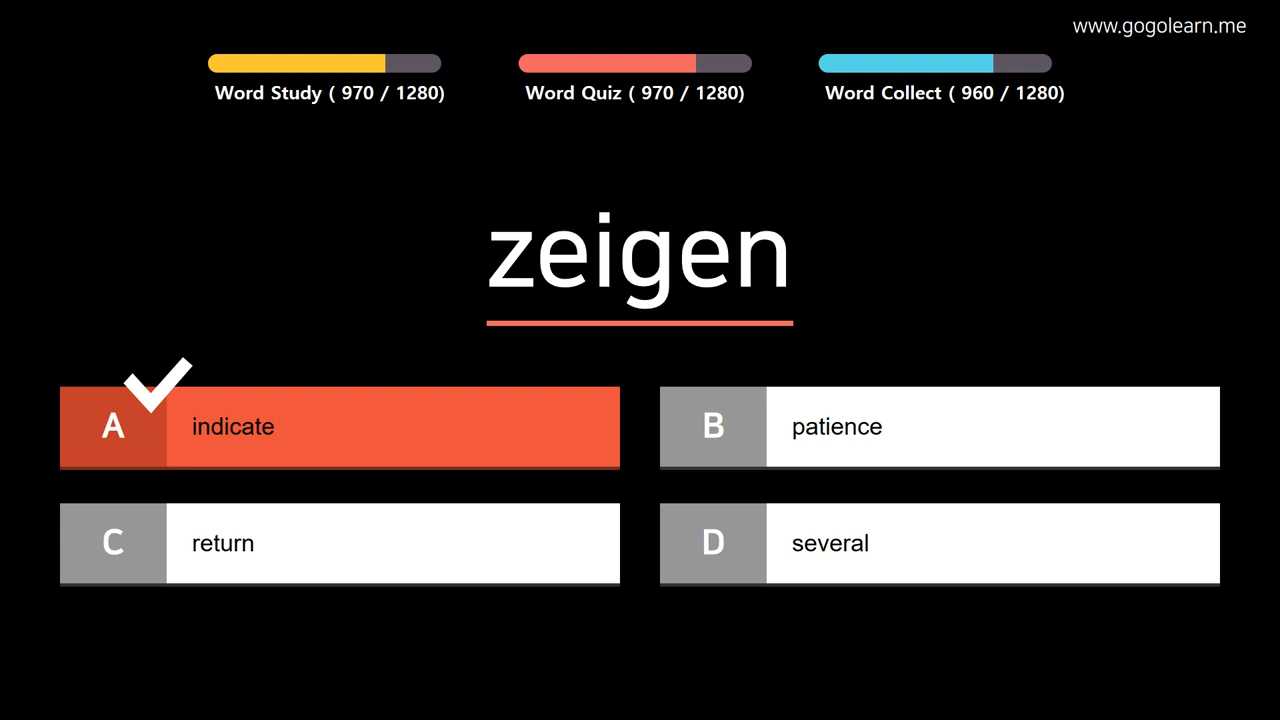 www.gogolearn.me
Word Study ( 970 / 1280)
Word Quiz ( 970 / 1280)
Word Collect ( 960 / 1280)
zeigen
A indicate
B patience
C return
D several